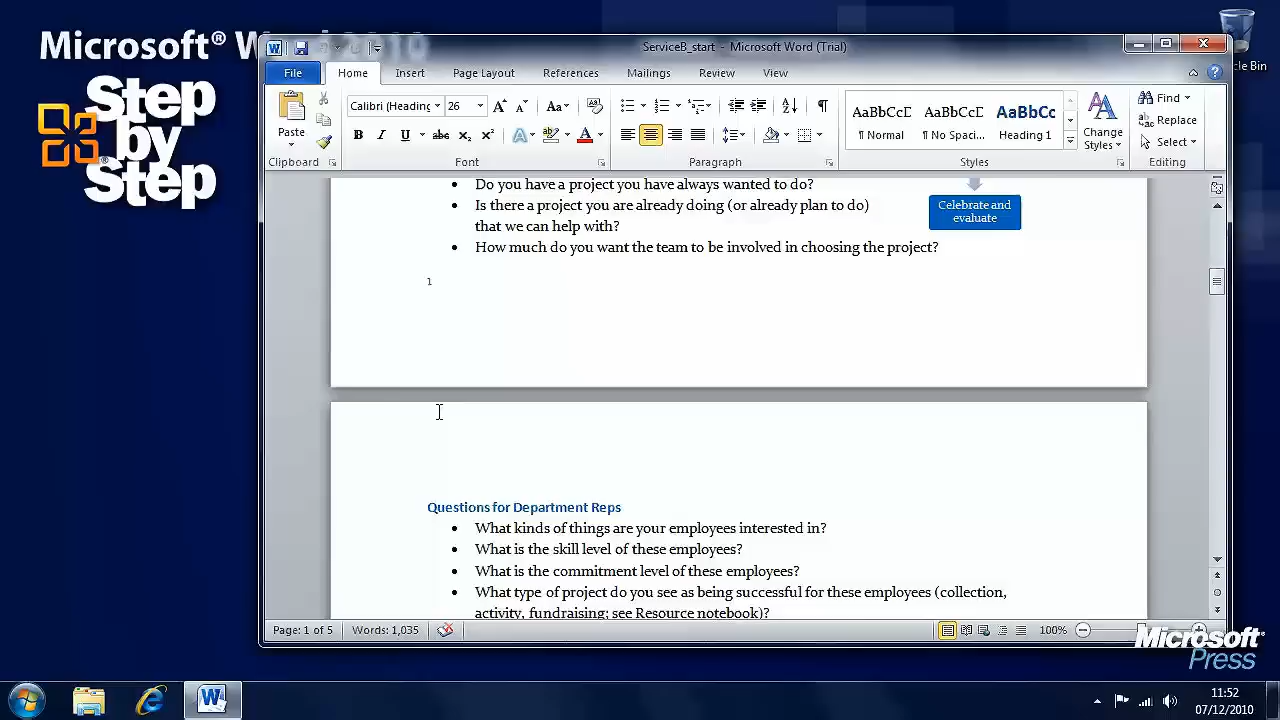 Microsoft® W
Step
by
Step
ServiceB_start - Microsoft Word (Trial)
File Home Insert Page Layout References Mailings Review View
Calibri (Heading 26
Paste
B I U abc X₂ X² A ab A
Clipboard Font Paragraph Styles Editing
AaBbCcE AaBbCcE AaBbCc
¶ Normal ¶ No Spaci... Heading 1
Change Styles
Find
Replace
Select
• Do you have a project you have always wanted to do?
• Is there a project you are already doing (or already plan to do)
that we can help with?
• How much do you want the team to be involved in choosing the project?
Celebrate and
evaluate
1
Questions for Department Reps
• What kinds of things are your employees interested in?
• What is the skill level of these employees?
• What is the commitment level of these employees?
• What type of project do you see as being successful for these employees (collection,
activity, fundraising; see Resource notebook)?
Page: 1 of 5 Words: 1,035 100%
Microsoft®
Press
cle Bin
11:52
07/12/2010